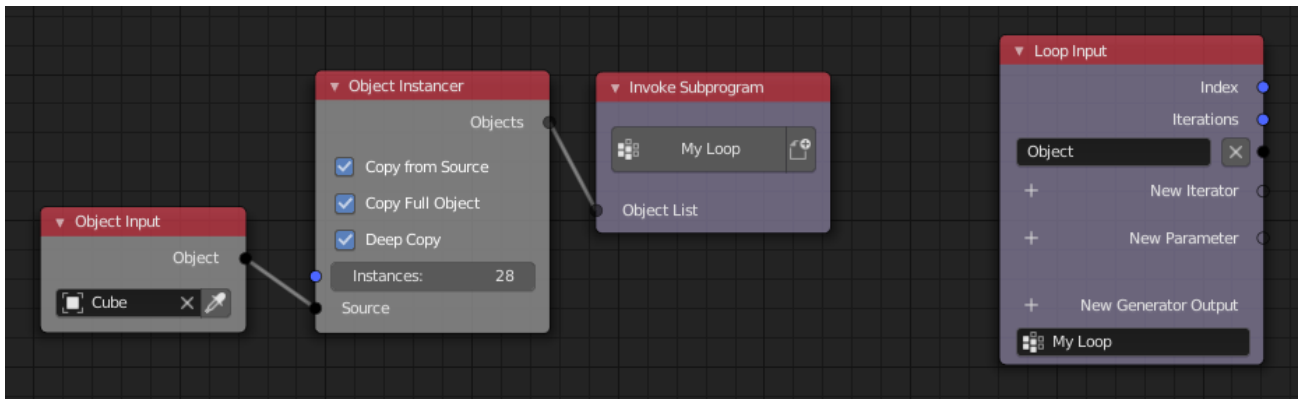 Object Input
Object
Cube
Object Instancer
Objects
Copy from Source
Copy Full Object
Deep Copy
Instances: 28
Source
Invoke Subprogram
My Loop
Object List
Loop Input
Index
Iterations
Object
New Iterator
New Parameter
New Generator Output
My Loop